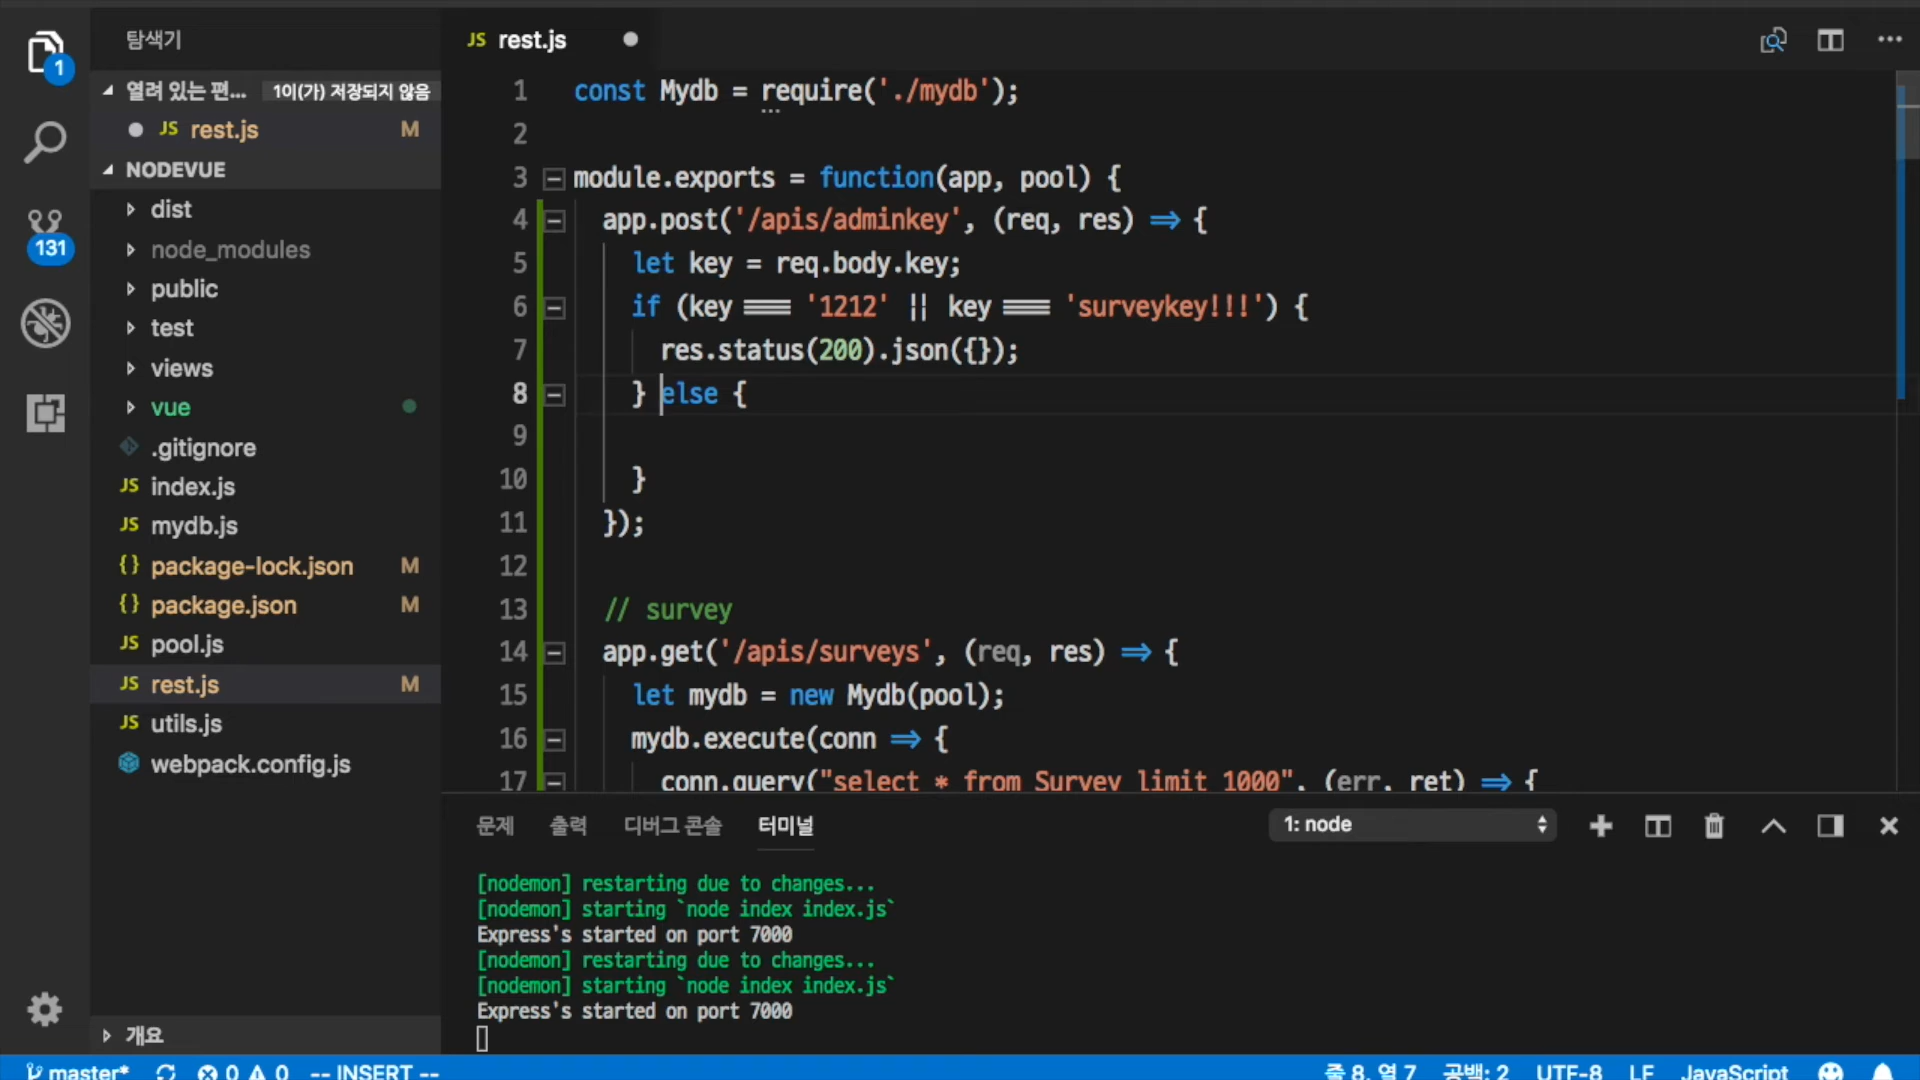 탐색기
열려 있는 편... 1이(가) 저장되지 않음
JS rest.js M
NODEVUE
dist
node_modules
public
test
views
vue
.gitignore
JS index.js
JS mydb.js
{} package-lock.json M
{} package.json M
JS pool.js
JS rest.js M
JS utils.js
webpack.config.js
개요
1
131
JS rest.js
1 const Mydb = require('./mydb');
2
3 module.exports = function(app, pool) {
4 app.post('/apis/adminkey', (req, res) => {
5 let key = req.body.key;
6 if (key === '1212' || key === 'surveykey!!!') {
7 res.status(200).json({});
8 } else {
9
10 }
11 });
12
13 // survey
14 app.get('/apis/surveys', (req, res) => {
15 let mydb = new Mydb(pool);
16 mydb.execute(conn => {
17 conn.query("select * from Survey limit 1000", (err, ret) => {
문제 출력 디버그 콘솔 터미널 1: node
[nodemon] restarting due to changes...
[nodemon] starting `node index index.js`
Express's started on port 7000
[nodemon] restarting due to changes...
[nodemon] starting `node index index.js`
Express's started on port 7000
master* 0 0 -- INSERT -- 줄 8, 열 7 공백: 2 UTF-8 LF JavaScript